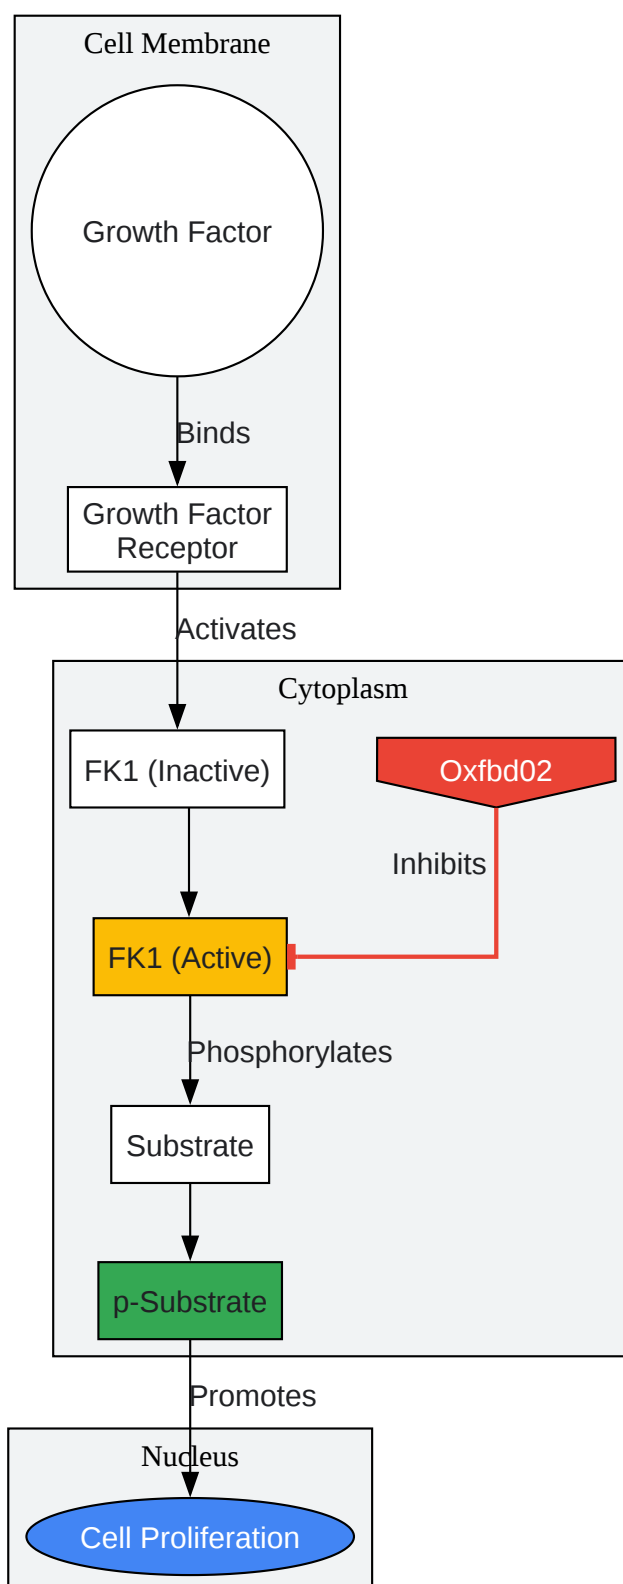 Cell Membrane
Growth Factor
Binds
Growth Factor
Receptor
Activates
Cytoplasm
FK1 (Inactive)
Oxfbd02
Inhibits
FK1 (Active)
Phosphorylates
Substrate
p-Substrate
Promotes
Nucleus
Cell Proliferation